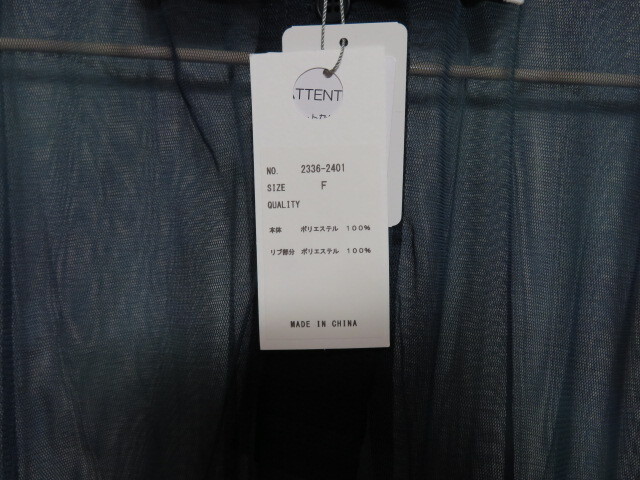 ATTENT
NO. 2336-2401
SIZE F
QUALITY
本体 ポリエステル 100%
リブ部分 ポリエステル 100%
MADE IN CHINA